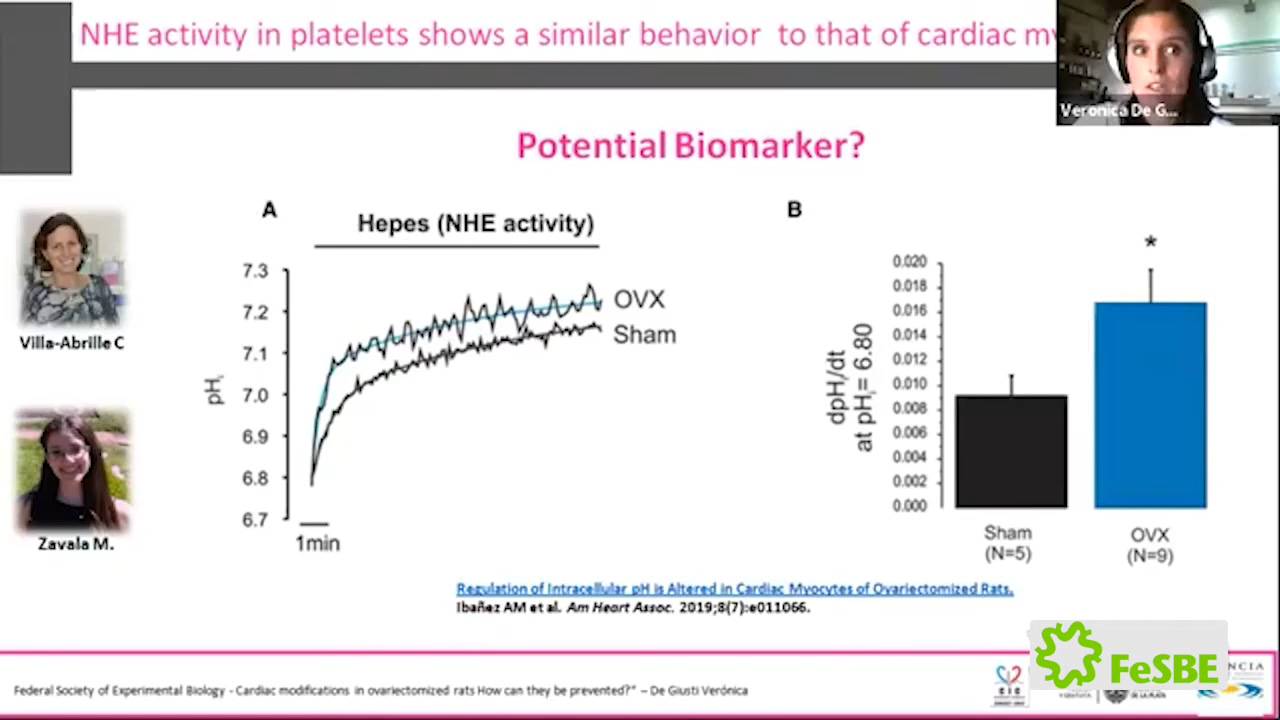 NHE activity in platelets shows a similar behavior to that of cardiac my
Veronica De G...
Potential Biomarker?
A
Hepes (NHE activity)
7.3
7.2
7.1
7.0
6.9
6.8
6.7
pHi
OVX
Sham
1min
B
*
0.020
0.018
0.016
0.014
0.012
0.010
0.008
0.006
0.004
0.002
0.000
dpH/dt
at pHi= 6.80
Sham
(N=5)
OVX
(N=9)
Villa-Abrille C
Zavala M.
Regulation of Intracellular pH is Altered in Cardiac Myocytes of Ovariectomized Rats.
Ibañez AM et al. Am Heart Assoc. 2019;8(7):e011066.
Federal Society of Experimental Biology - Cardiac modifications in ovariectomized rats How can they be prevented?" – De Giusti Verónica
CIC
FeSBE
DE LA PLATA